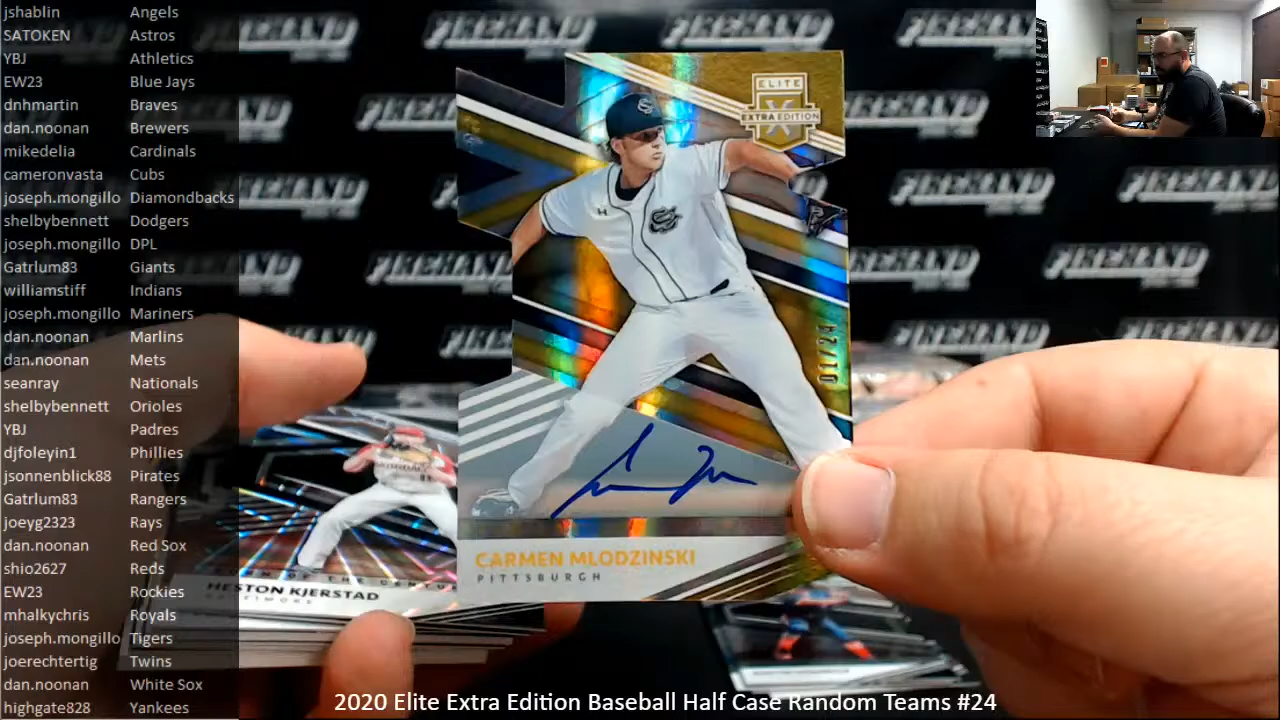 jshablin Angels
SATOKEN Astros
YBJ Athletics
EW23 Blue Jays
dnhmartin Braves
dan.noonan Brewers
mikedelia Cardinals
cameronvasta Cubs
joseph.mongillo Diamondbacks
shelbybennett Dodgers
joseph.mongillo DPL
Gatrlum83 Giants
williamstiff Indians
joseph.mongillo Mariners
dan.noonan Marlins
dan.noonan Mets
seanray Nationals
shelbybennett Orioles
YBJ Padres
djfoleyin1 Phillies
jsonnenblick88 Pirates
Gatrlum83 Rangers
joeyg2323 Rays
dan.noonan Red Sox
shio2627 Reds
EW23 Rockies
mhalkychris Royals
joseph.mongillo Tigers
joerechtertig Twins
dan.noonan White Sox
highgate828 Yankees
FIREHAND
ELITE
EXTRA EDITION
01/24
CARMEN MLODZINSKI
PITTSBURGH
HESTON KJERSTAD
BALTIMORE
2020 Elite Extra Edition Baseball Half Case Random Teams #24